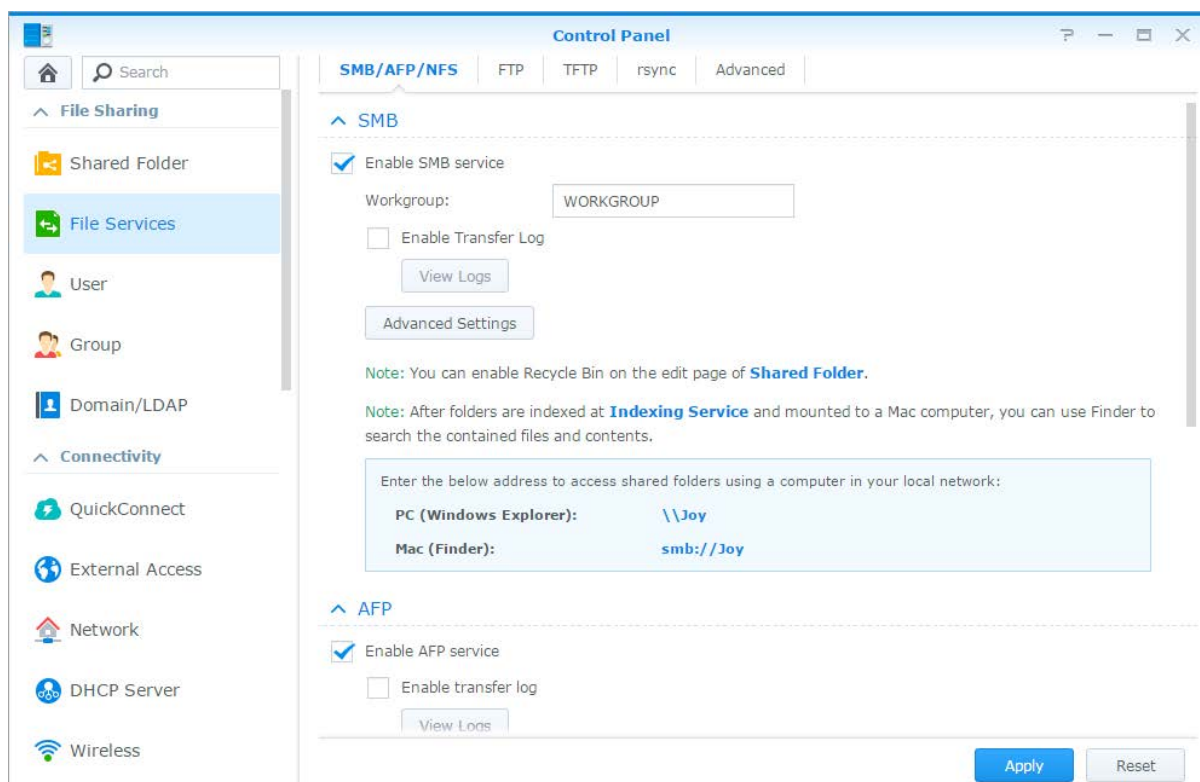 Control Panel
Search
File Sharing
Shared Folder
File Services
User
Group
Domain/LDAP
Connectivity
QuickConnect
External Access
Network
DHCP Server
Wireless
SMB/AFP/NFS FTP TFTP rsync Advanced
SMB
Enable SMB service
Workgroup: WORKGROUP
Enable Transfer Log
View Logs
Advanced Settings
Note: You can enable Recycle Bin on the edit page of Shared Folder.
Note: After folders are indexed at Indexing Service and mounted to a Mac computer, you can use Finder to
search the contained files and contents.
Enter the below address to access shared folders using a computer in your local network:
PC (Windows Explorer): \\Joy
Mac (Finder): smb://Joy
AFP
Enable AFP service
Enable transfer log
View Logs
Apply Reset